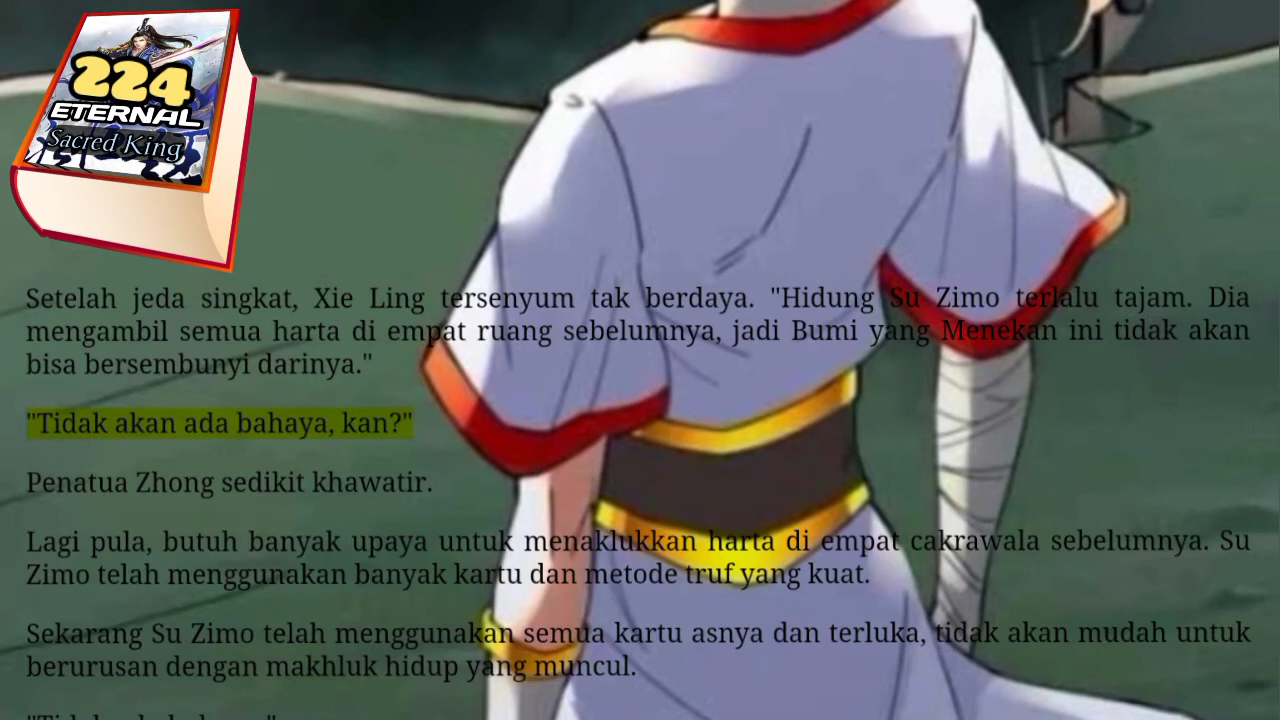 224
ETERNAL
Sacred King
Setelah jeda singkat, Xie Ling tersenyum tak berdaya. "Hidung Su Zimo terlalu tajam. Dia
mengambil semua harta di empat ruang sebelumnya, jadi Bumi yang Menekan ini tidak akan
bisa bersembunyi darinya."
"Tidak akan ada bahaya, kan?"
Penatua Zhong sedikit khawatir.
Lagi pula, butuh banyak upaya untuk menaklukkan harta di empat cakrawala sebelumnya. Su
Zimo telah menggunakan banyak kartu dan metode truf yang kuat.
Sekarang Su Zimo telah menggunakan semua kartu asnya dan terluka, tidak akan mudah untuk
berurusan dengan makhluk hidup yang muncul.